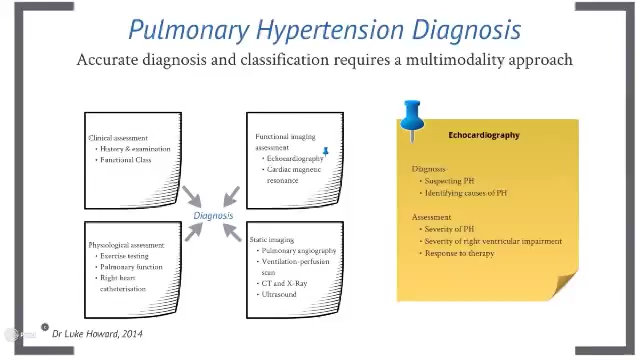 Pulmonary Hypertension Diagnosis
Accurate diagnosis and classification requires a multimodality approach
Clinical assessment
• History & examination
• Functional Class
Functional imaging
assessment
• Echocardiography
• Cardiac magnetic
resonance
Diagnosis
Physiological assessment
• Exercise testing
• Pulmonary function
• Right heart
catheterisation
Static imaging
• Pulmonary angiography
• Ventilation-perfusion
scan
• CT and X-Ray
• Ultrasound
Echocardiography
Diagnosis
• Suspecting PH
• Identifying causes of PH
Assessment
• Severity of PH
• Severity of right ventricular impairment
• Response to therapy
Dr Luke Howard, 2014